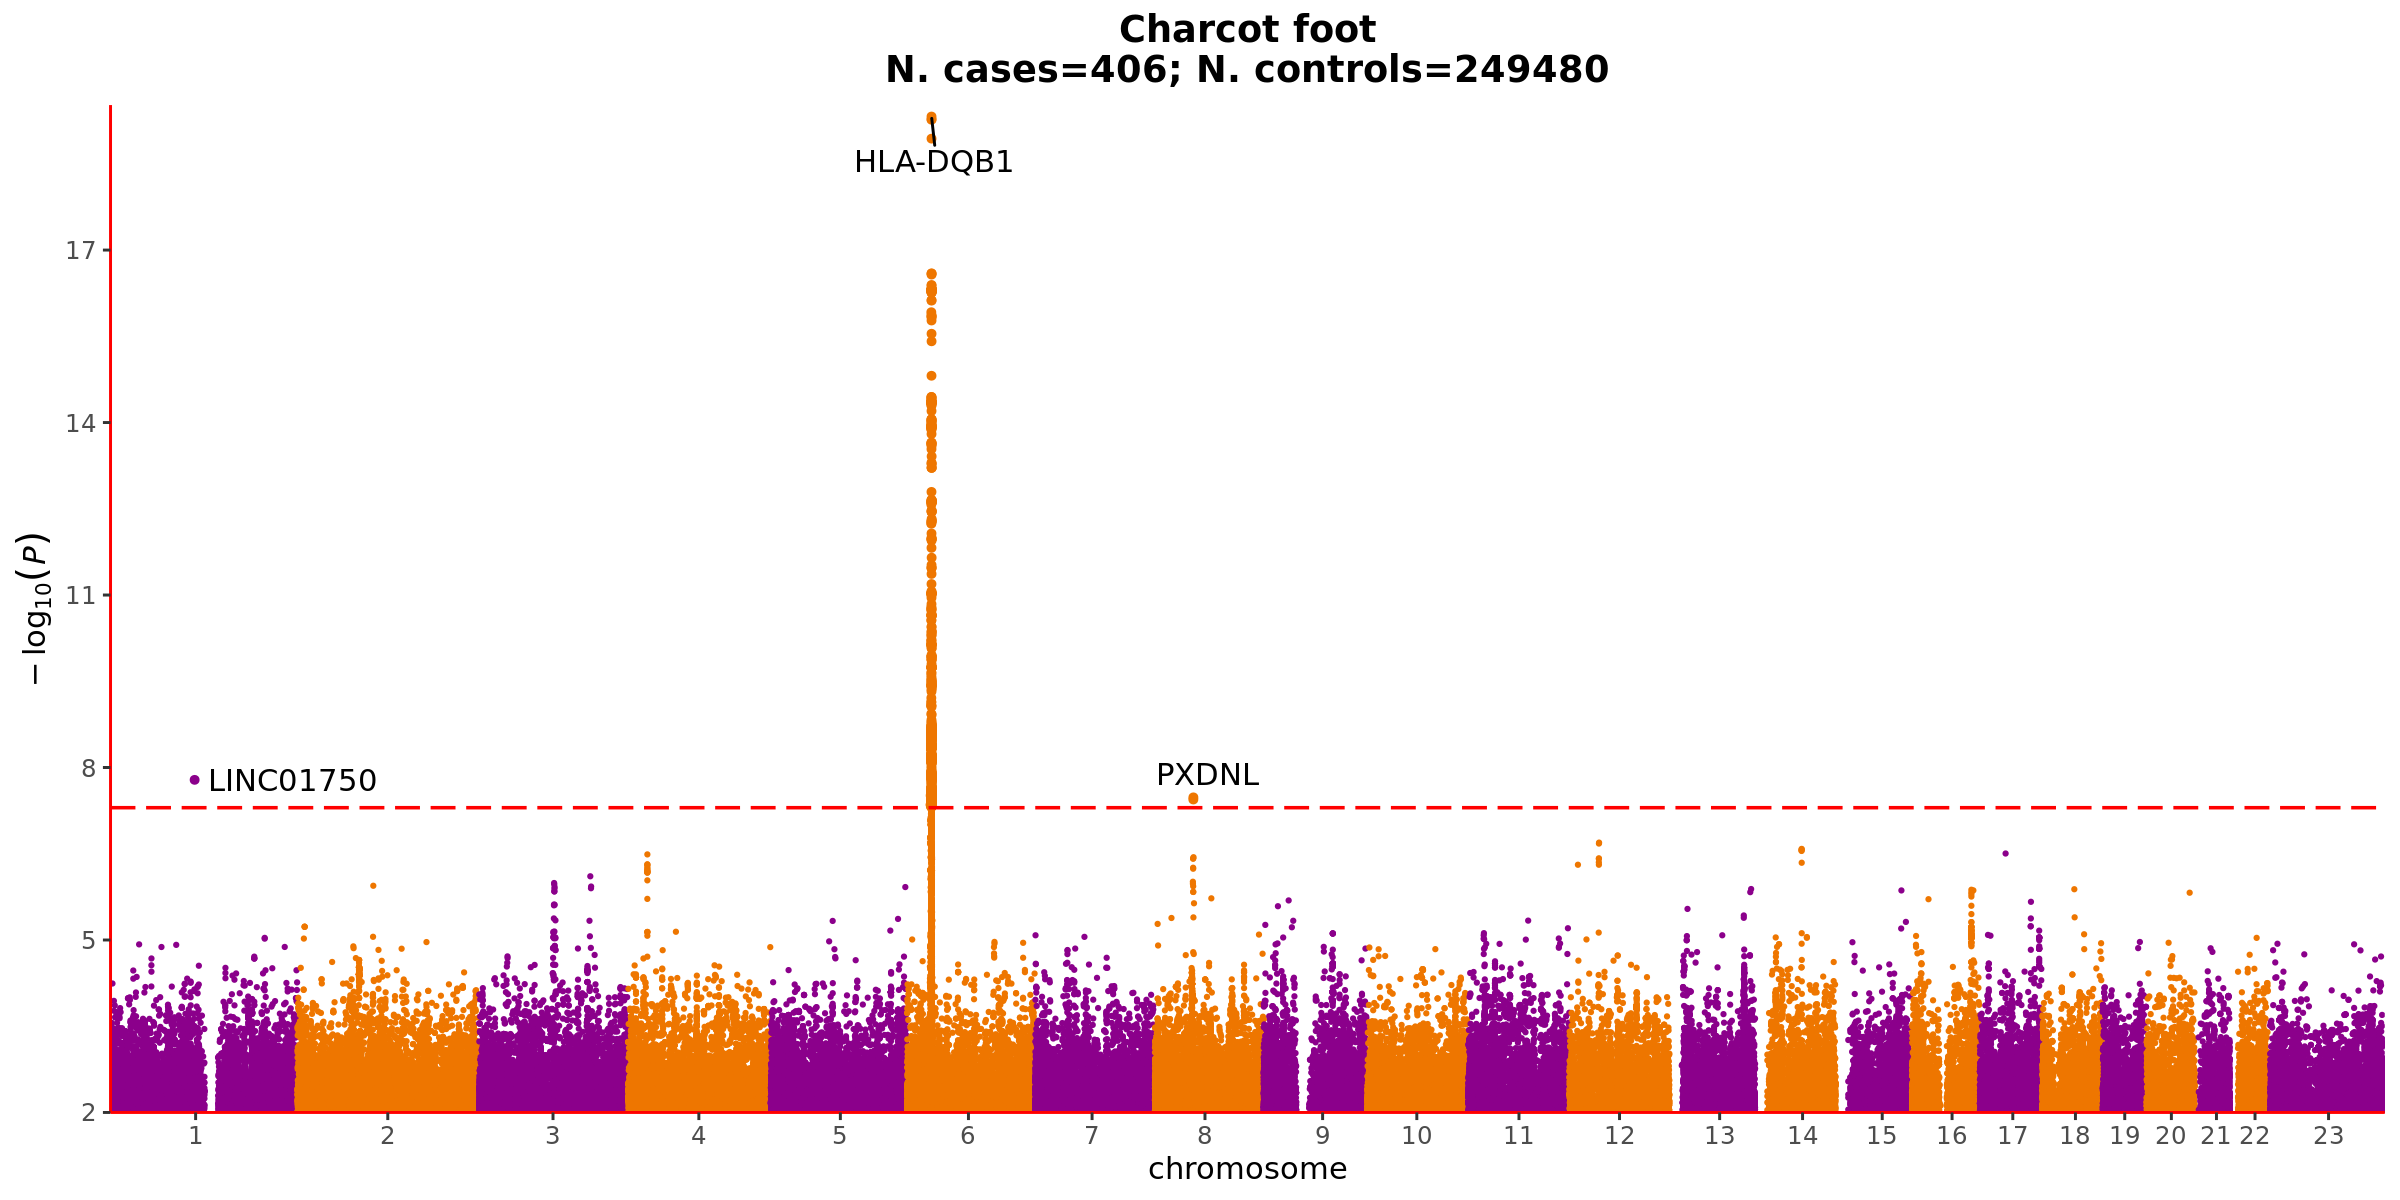 Charcot foot
N. cases=406; N. controls=249480
HLA-DQB1
17
14
−log10(P)
11
8
LINC01750
PXDNL
5
2
1 2 3 4 5 6 7 8 9 10 11 12 13 14 15 16 17 18 19 20 21 22 23
chromosome